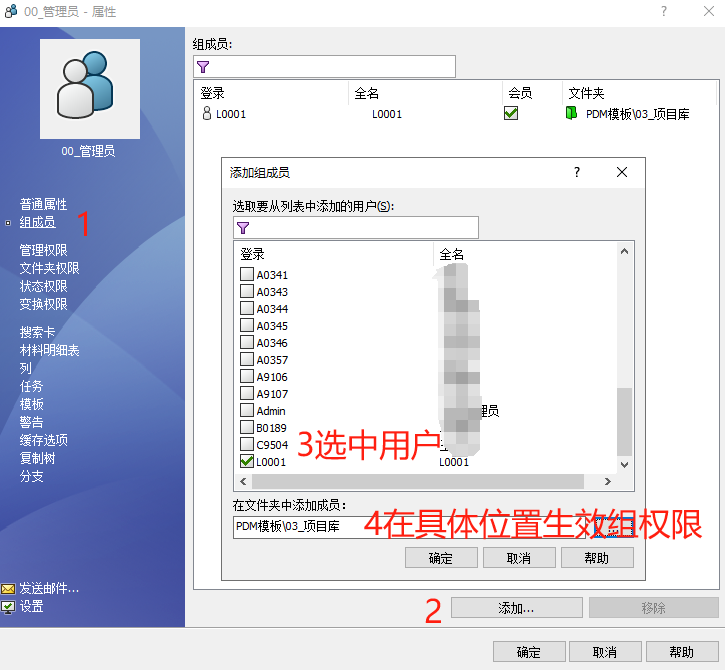 00_管理员 - 属性
?
00_管理员
普通属性
组成员
1
管理权限
文件夹权限
状态权限
变换权限
搜索卡
材料明细表
列
任务
模板
警告
缓存选项
复制树
分支
发送邮件...
设置
组成员:
登录 全名 会员 文件夹
L0001 L0001 PDM模板\03_项目库
添加组成员 ?
选取要从列表中添加的用户(S):
登录 全名
A0341
A0343
A0344
A0345
A0346
A0357
A9106
A9107
Admin 理员
B0189
C9504
L0001 L0001
3选中用户
在文件夹中添加成员:
PDM模板\03_项目库
4在具体位置生效组权限
确定 取消 帮助
2
添加... 移除
确定 取消 帮助